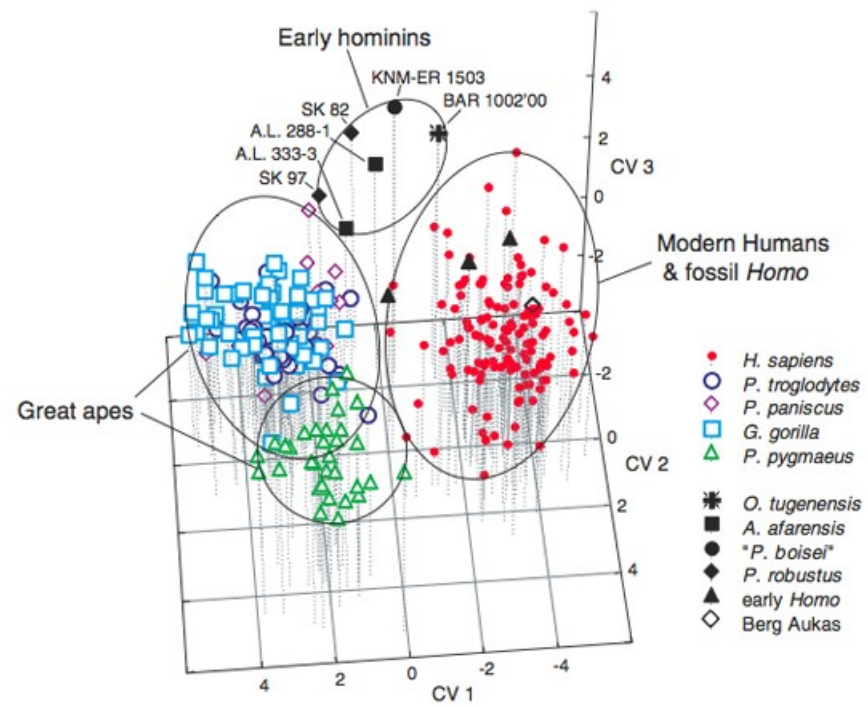 Early hominins
KNM-ER 1503
BAR 1002'00
SK 82
A.L. 288-1
A.L. 333-3
SK 97
4
2
CV 3
0
-2
Modern Humans
& fossil Homo
Great apes
-2
0
CV 2
2
4
4
2
0
-2
-4
CV 1
H. sapiens
P. troglodytes
P. paniscus
G. gorilla
P. pygmaeus
O. tugenensis
A. afarensis
"P. boisei"
P. robustus
early Homo
Berg Aukas